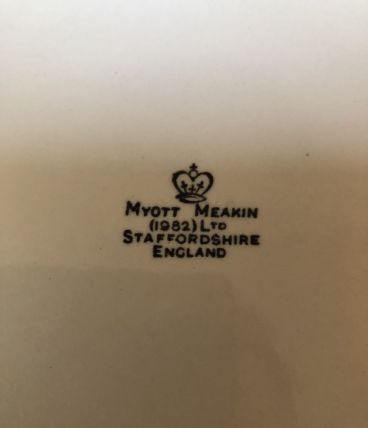 Myott Meakin
(1982) Ltd
Staffordshire
England